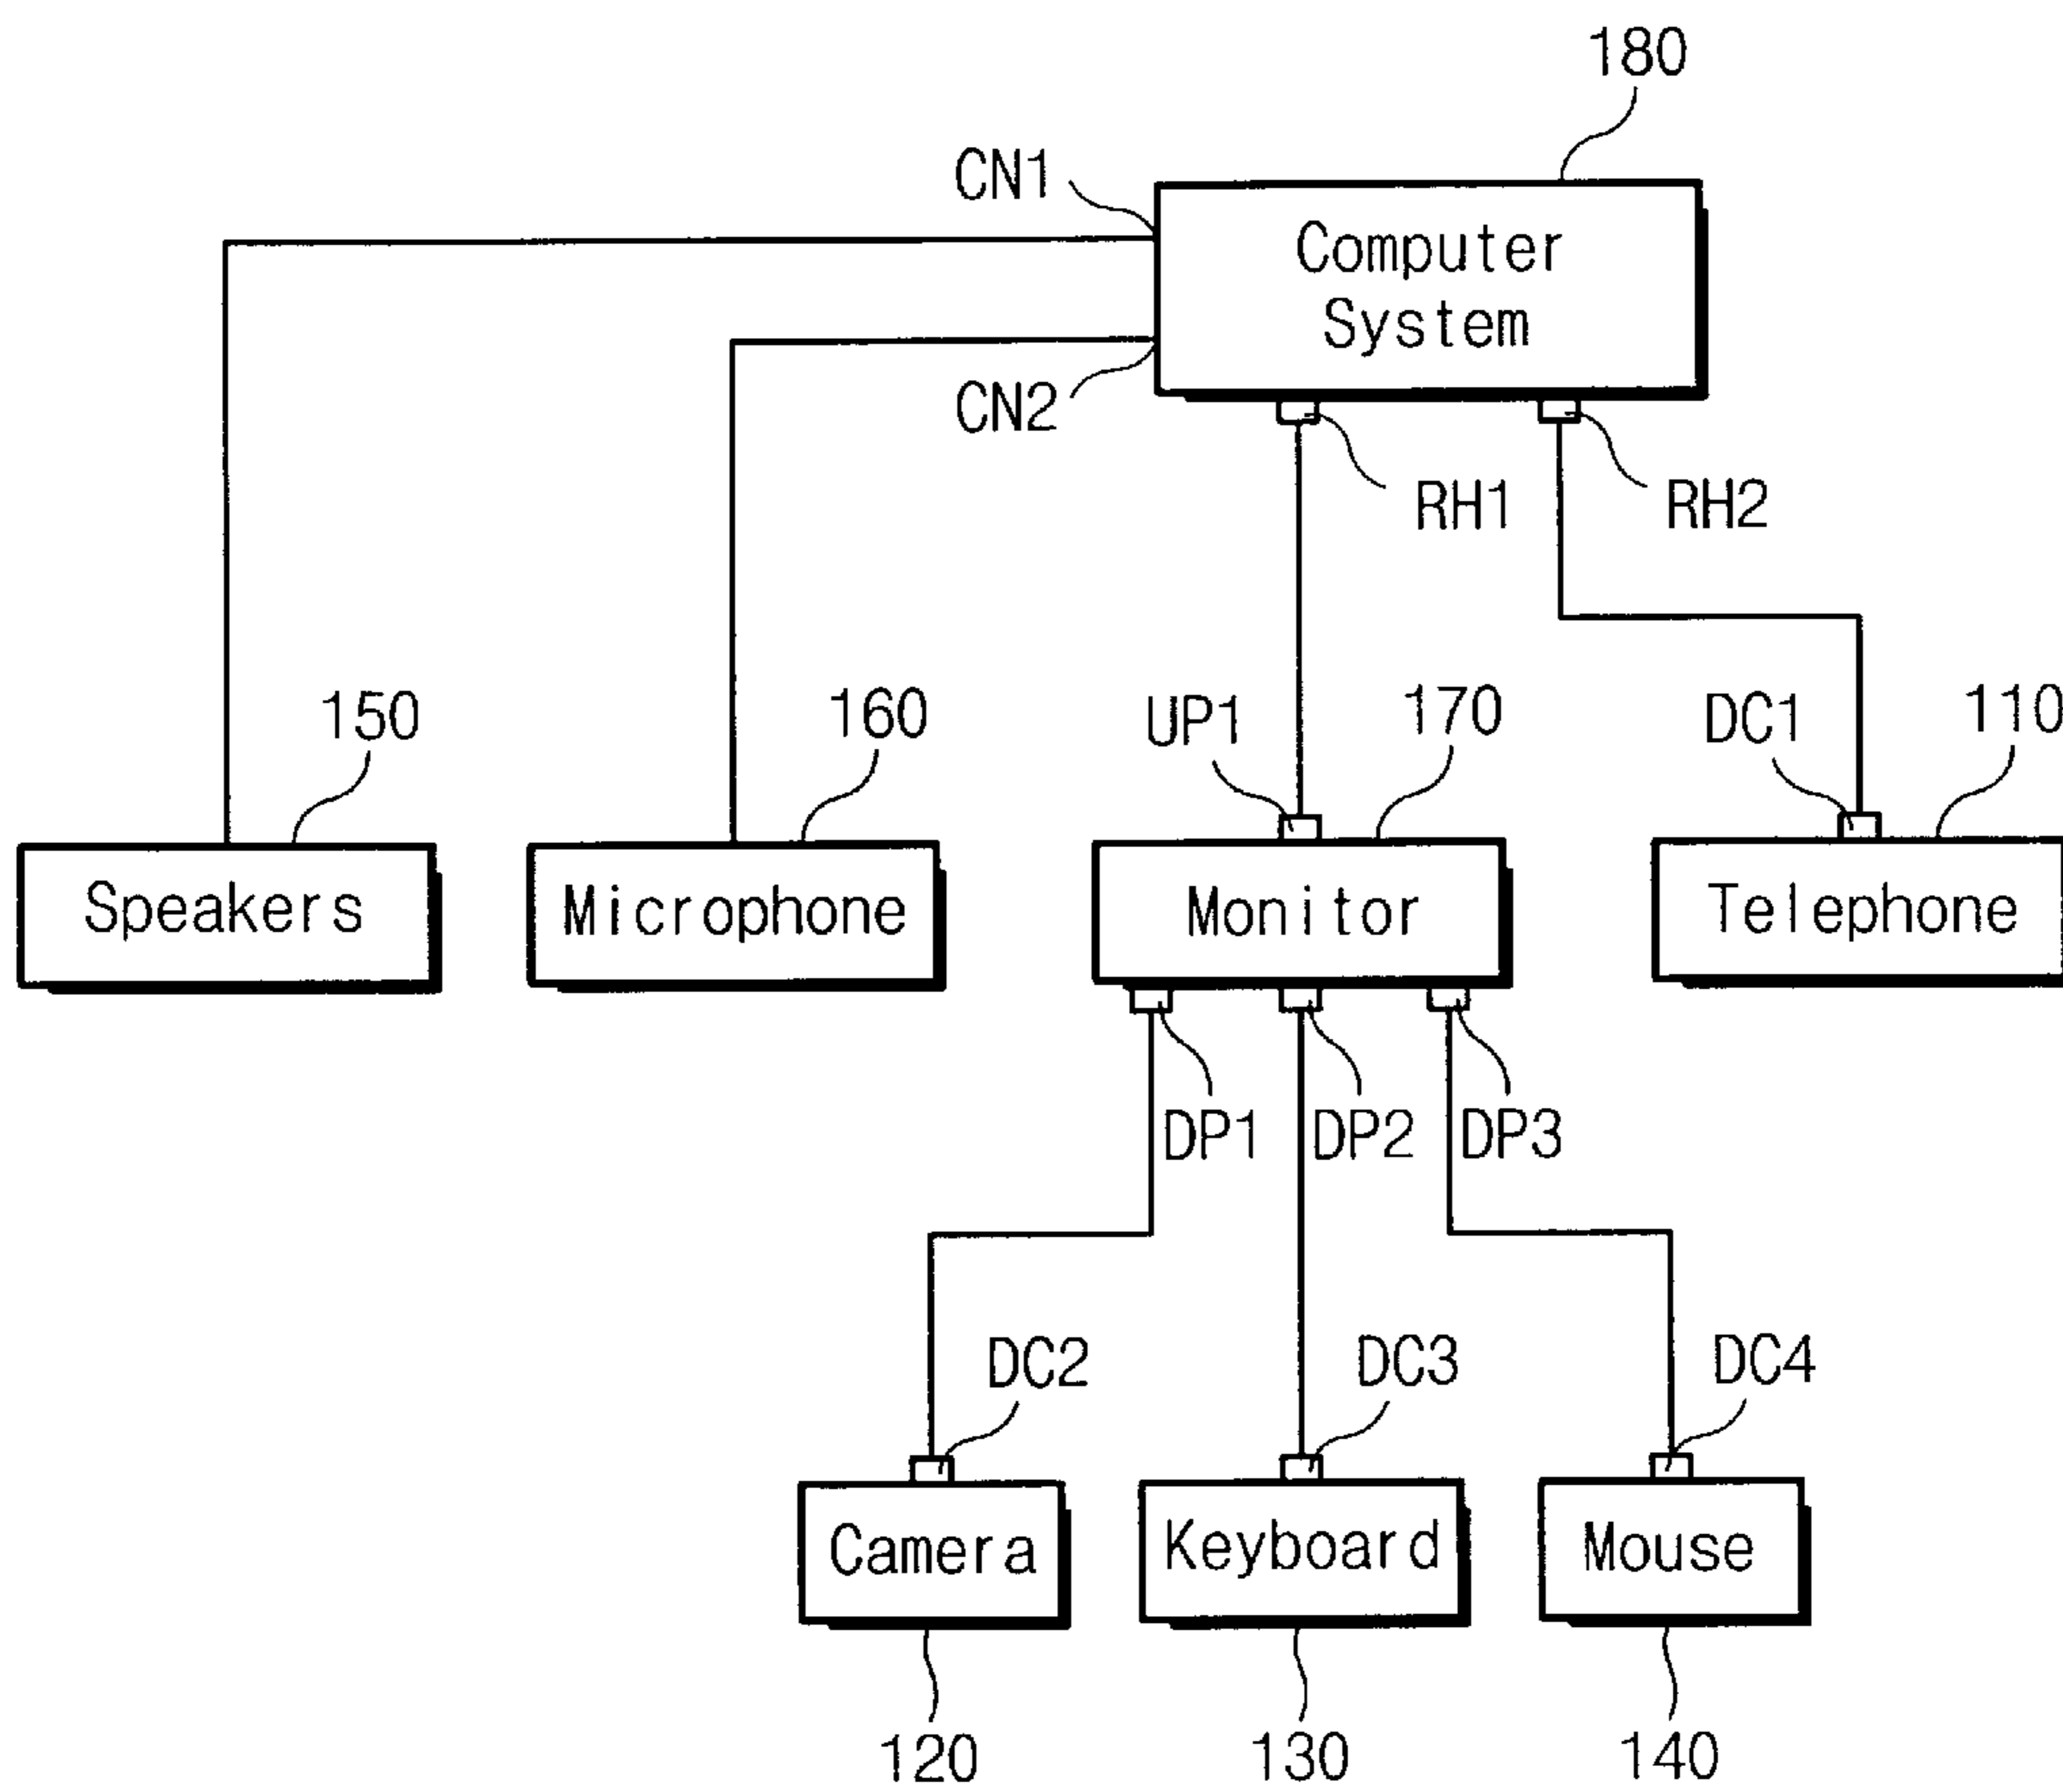 180
CN1
Computer
System
CN2
RH1
RH2
150
160
UP1
170
DC1
110
Speakers
Microphone
Monitor
Telephone
DP1
DP2
DP3
DC2
DC3
DC4
Camera
Keyboard
Mouse
120
130
140